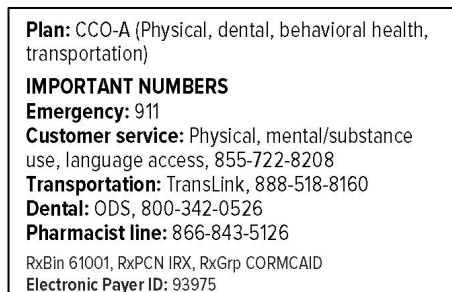 Plan: CCO-A (Physical, dental, behavioral health,
transportation)
IMPORTANT NUMBERS
Emergency: 911
Customer service: Physical, mental/substance
use, language access, 855-722-8208
Transportation: TransLink, 888-518-8160
Dental: ODS, 800-342-0526
Pharmacist line: 866-843-5126
RxBin 61001, RxPCN IRX, RxGrp CORMCAID
Electronic Payer ID: 93975